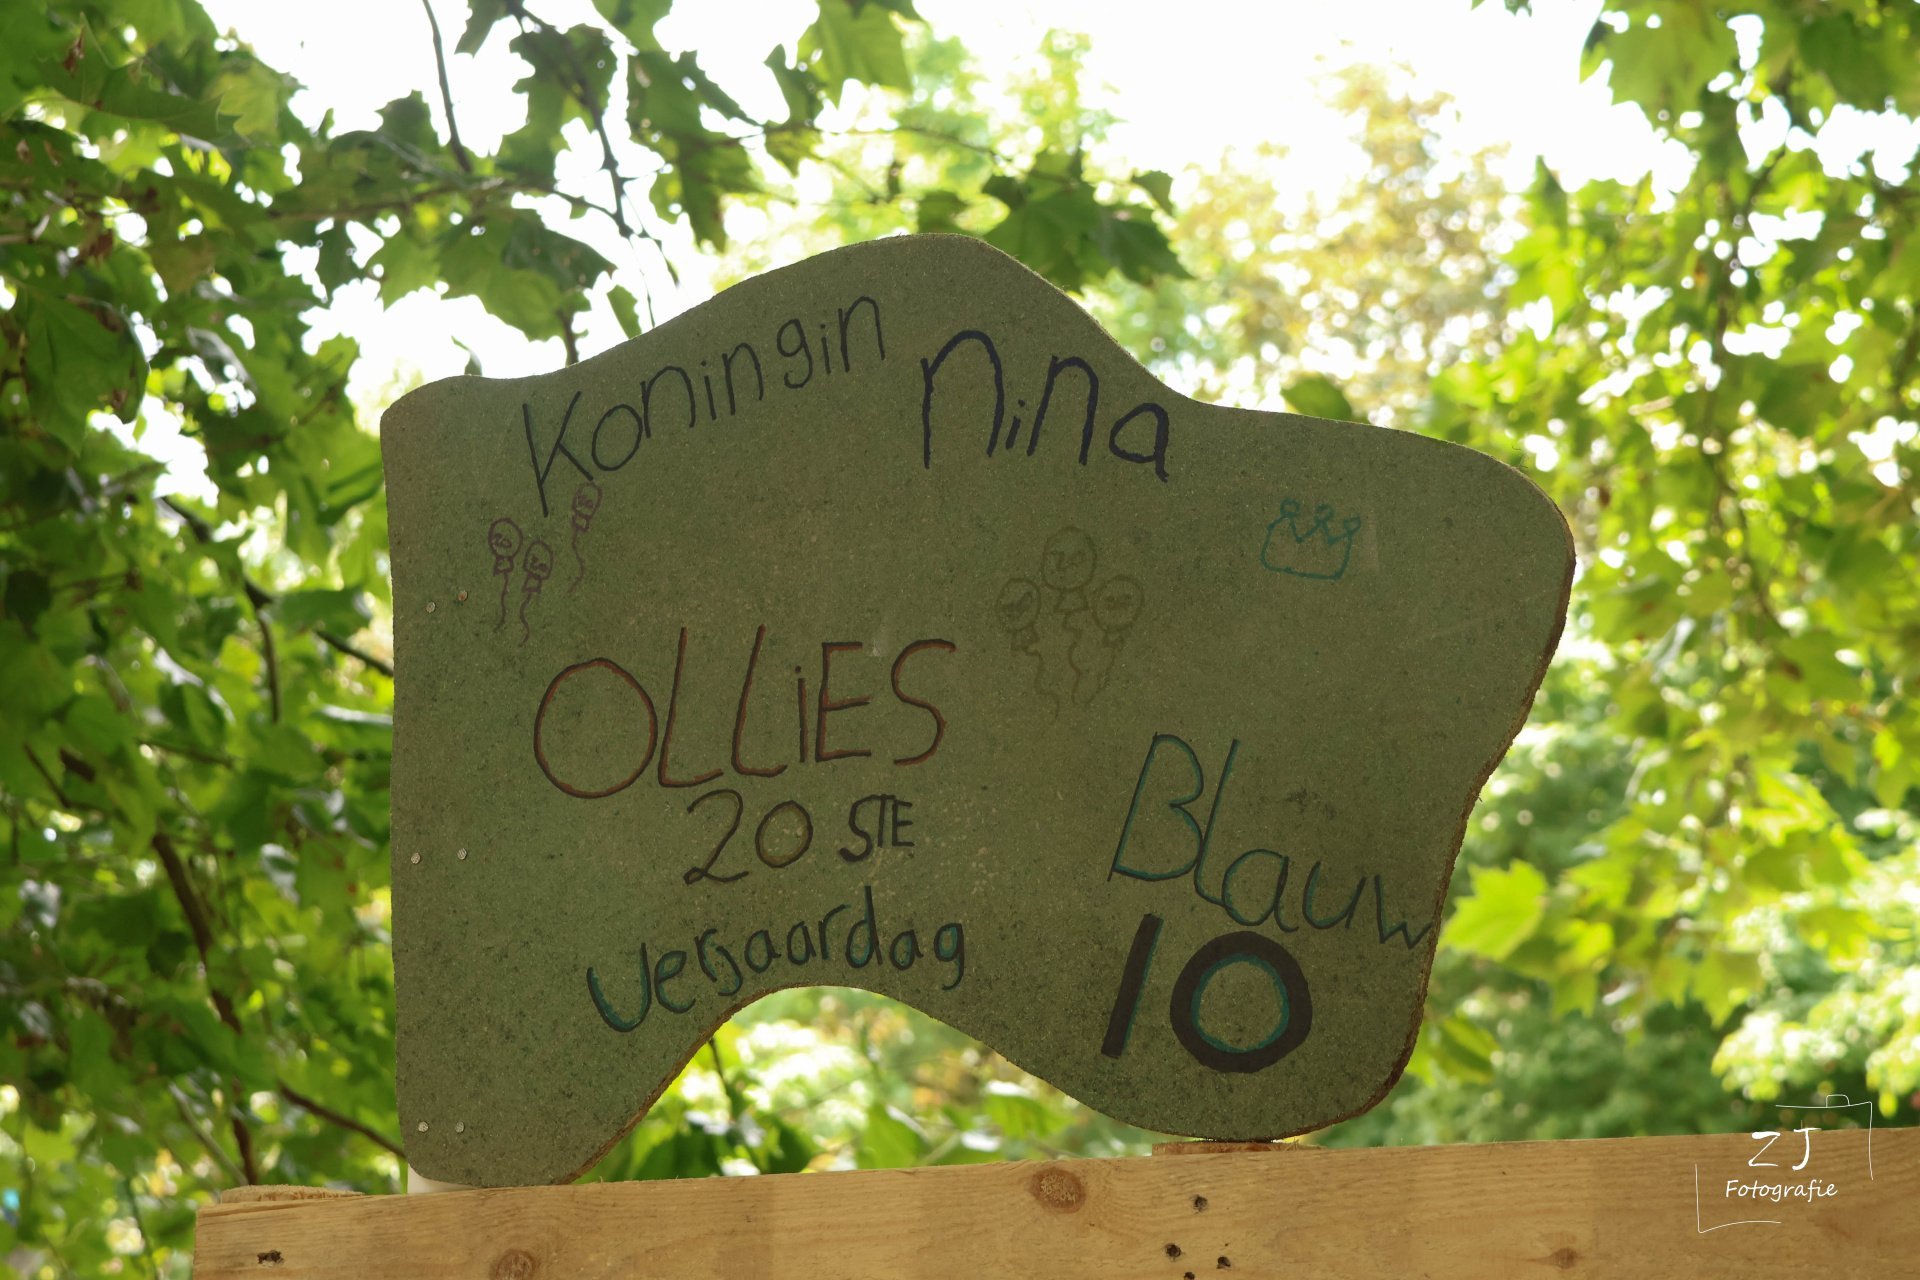 Koningin nina
OLLiES
20 STE
verjaardag
Blauw
10
ZJ
Fotografie